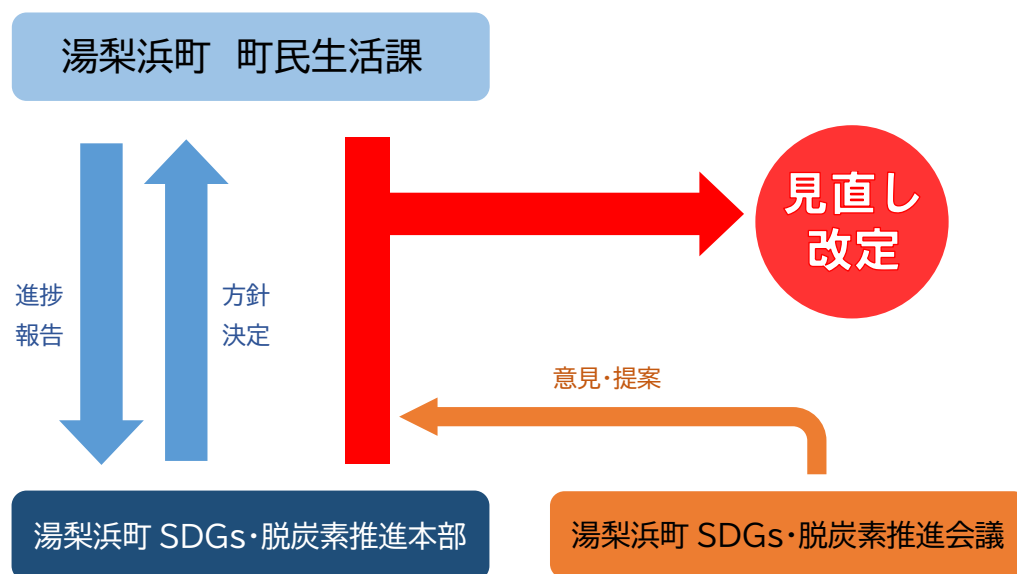 湯梨浜町　町民生活課
見直し
改定
進捗
報告
方針
決定
意見・提案
湯梨浜町 SDGs・脱炭素推進本部
湯梨浜町 SDGs・脱炭素推進会議